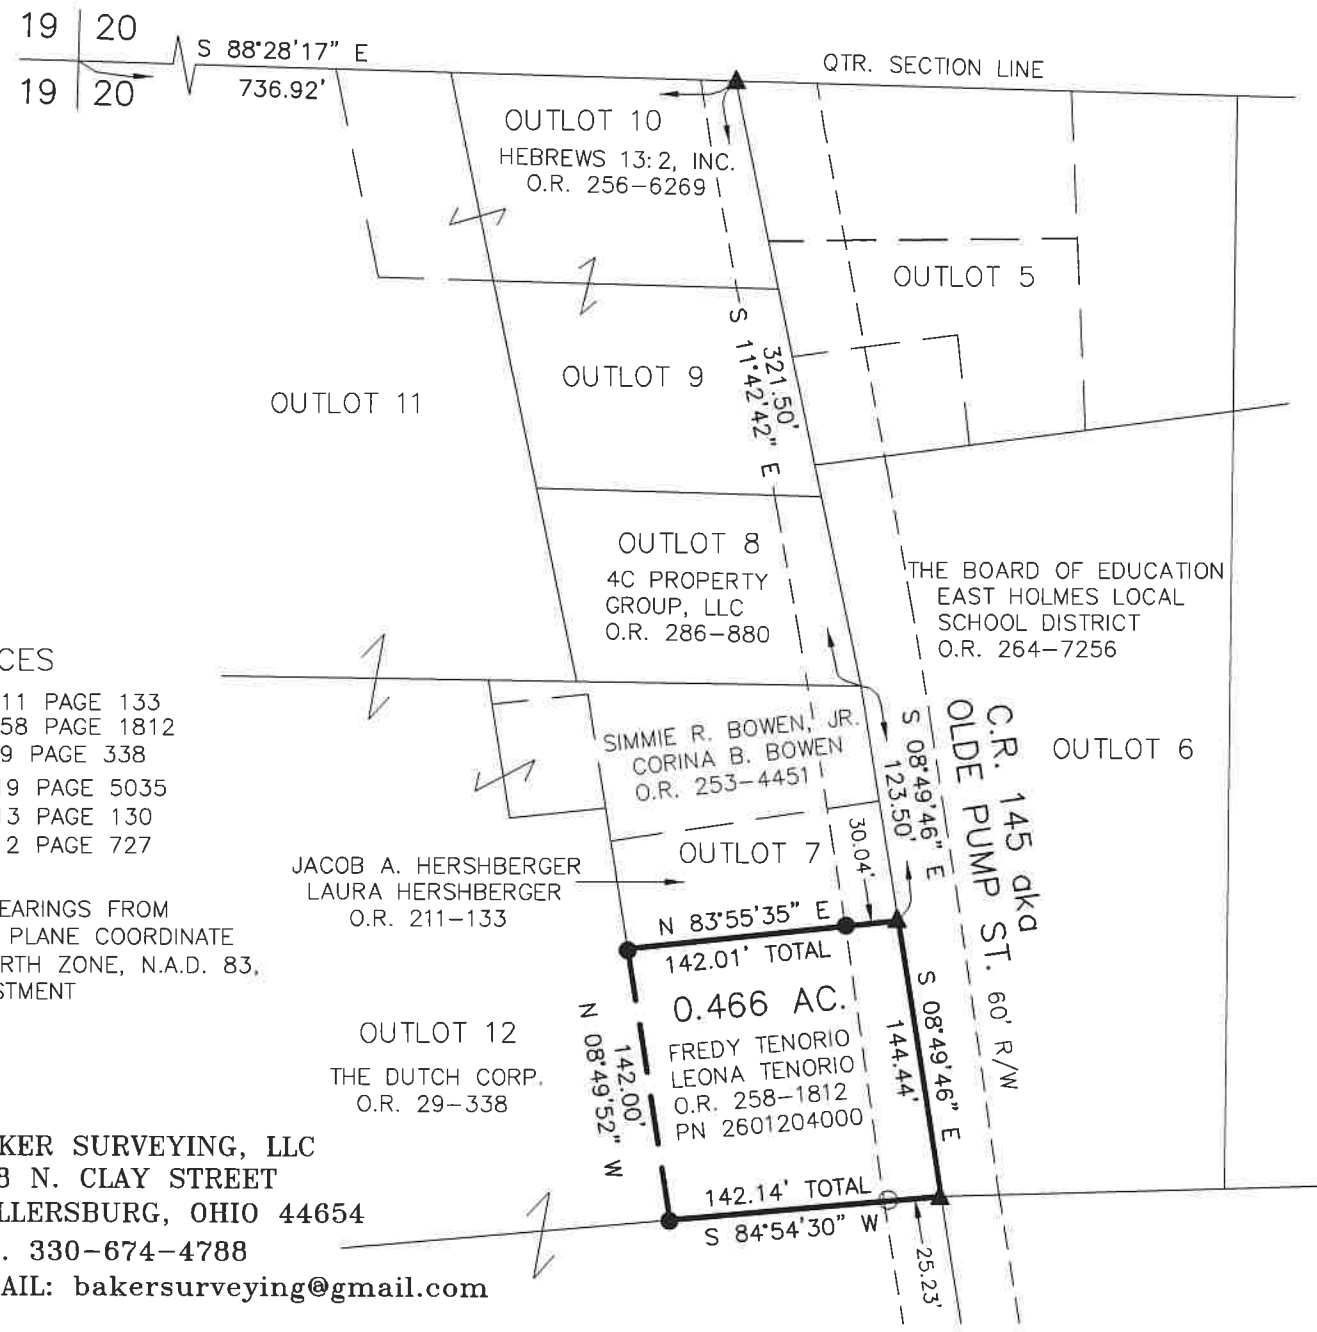 19 20
19 20
S 88°28'17" E
736.92'
QTR. SECTION LINE
OUTLOT 10
HEBREWS 13:2, INC.
O.R. 256-6269
OUTLOT 5
S 11°42'42" E
321.50'
OUTLOT 9
OUTLOT 11
OUTLOT 8
4C PROPERTY
GROUP, LLC
O.R. 286-880
THE BOARD OF EDUCATION
EAST HOLMES LOCAL
SCHOOL DISTRICT
O.R. 264-7256
CES
11 PAGE 133
58 PAGE 1812
9 PAGE 338
19 PAGE 5035
13 PAGE 130
2 PAGE 727
SIMMIE R. BOWEN, JR.
CORINA B. BOWEN
O.R. 253-4451
S 08°49'46" E
123.50'
C.R. 145 aka
OLDE PUMP ST. 60' R/W
OUTLOT 6
OUTLOT 7
30.04'
JACOB A. HERSHBERGER
LAURA HERSHBERGER
O.R. 211-133
EARINGS FROM
PLANE COORDINATE
RTH ZONE, N.A.D. 83,
STMENT
N 83°55'35" E
142.01' TOTAL
0.466 AC.
FREDY TENORIO
LEONA TENORIO
O.R. 258-1812
PN 2601204000
S 08°49'46" E
144.44'
N 08°49'52" W
142.00'
OUTLOT 12
THE DUTCH CORP.
O.R. 29-338
142.14' TOTAL
S 84°54'30" W
25.23'
KER SURVEYING, LLC
8 N. CLAY STREET
LLERSBURG, OHIO 44654
. 330-674-4788
AIL: bakersurveying@gmail.com